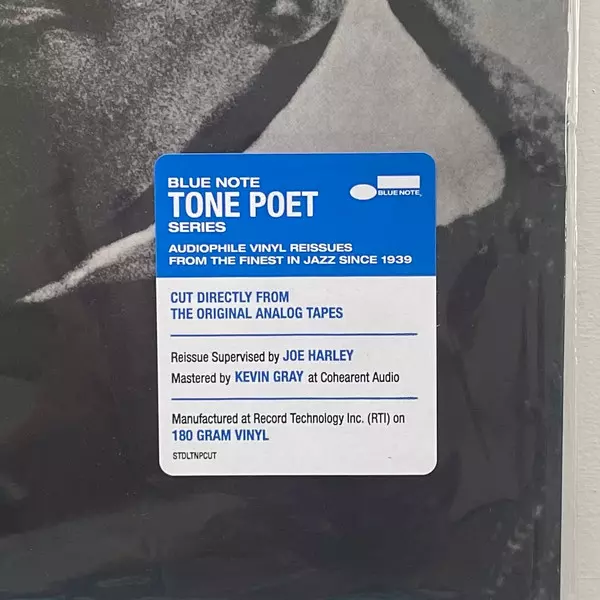 BLUE NOTE
TONE POET
SERIES
BLUE NOTE®
AUDIOPHILE VINYL REISSUES
FROM THE FINEST IN JAZZ SINCE 1939
CUT DIRECTLY FROM
THE ORIGINAL ANALOG TAPES
Reissue Supervised by JOE HARLEY
Mastered by KEVIN GRAY at Cohearent Audio
Manufactured at Record Technology Inc. (RTI) on
180 GRAM VINYL
STDLTNPCUT